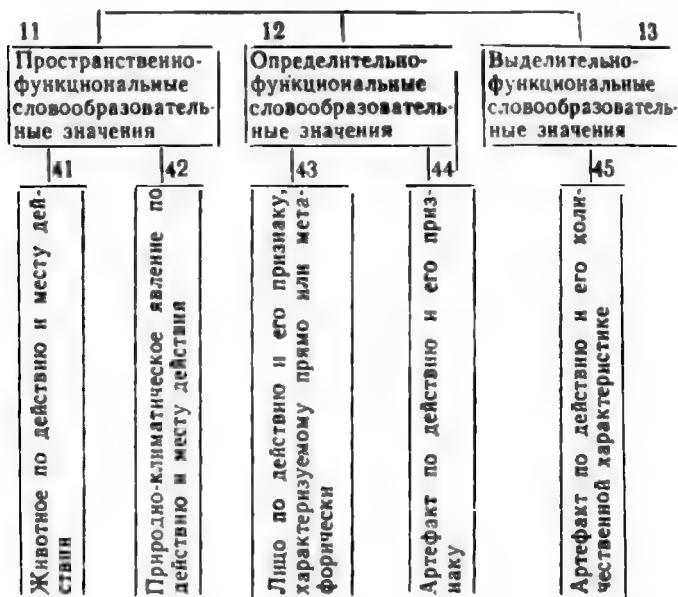 11
Пространственно-
функциональные
словообразователь-
ные значения
12
Определительно-
функциональные
словообразователь-
ные значения
13
Выделительно-
функциональные
словообразователь-
ные значения
41
Животное по действию и месту дей-
ствия
42
Природно-климатическое явление по
действию и месту действия
43
Лицо по действию и его признаку,
характеризуемому прямо или мета-
форически
44
Артефакт по действию и его приз-
наку
45
Артефакт по действию и его коли-
чественной характеристике